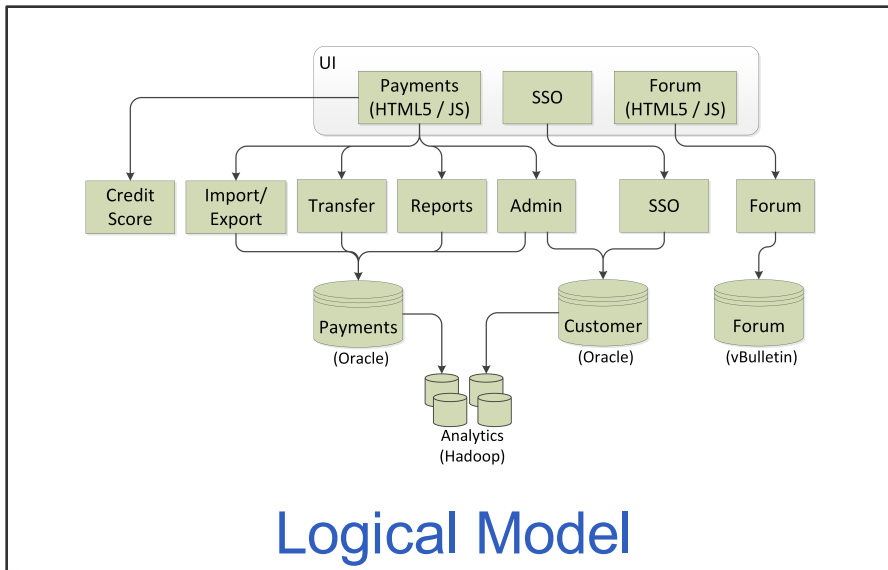 UI
Payments
(HTML5 / JS)
SSO
Forum
(HTML5 / JS)
Credit
Score
Import/
Export
Transfer
Reports
Admin
SSO
Forum
Payments
(Oracle)
Customer
(Oracle)
Forum
(vBulletin)
Analytics
(Hadoop)
Logical Model